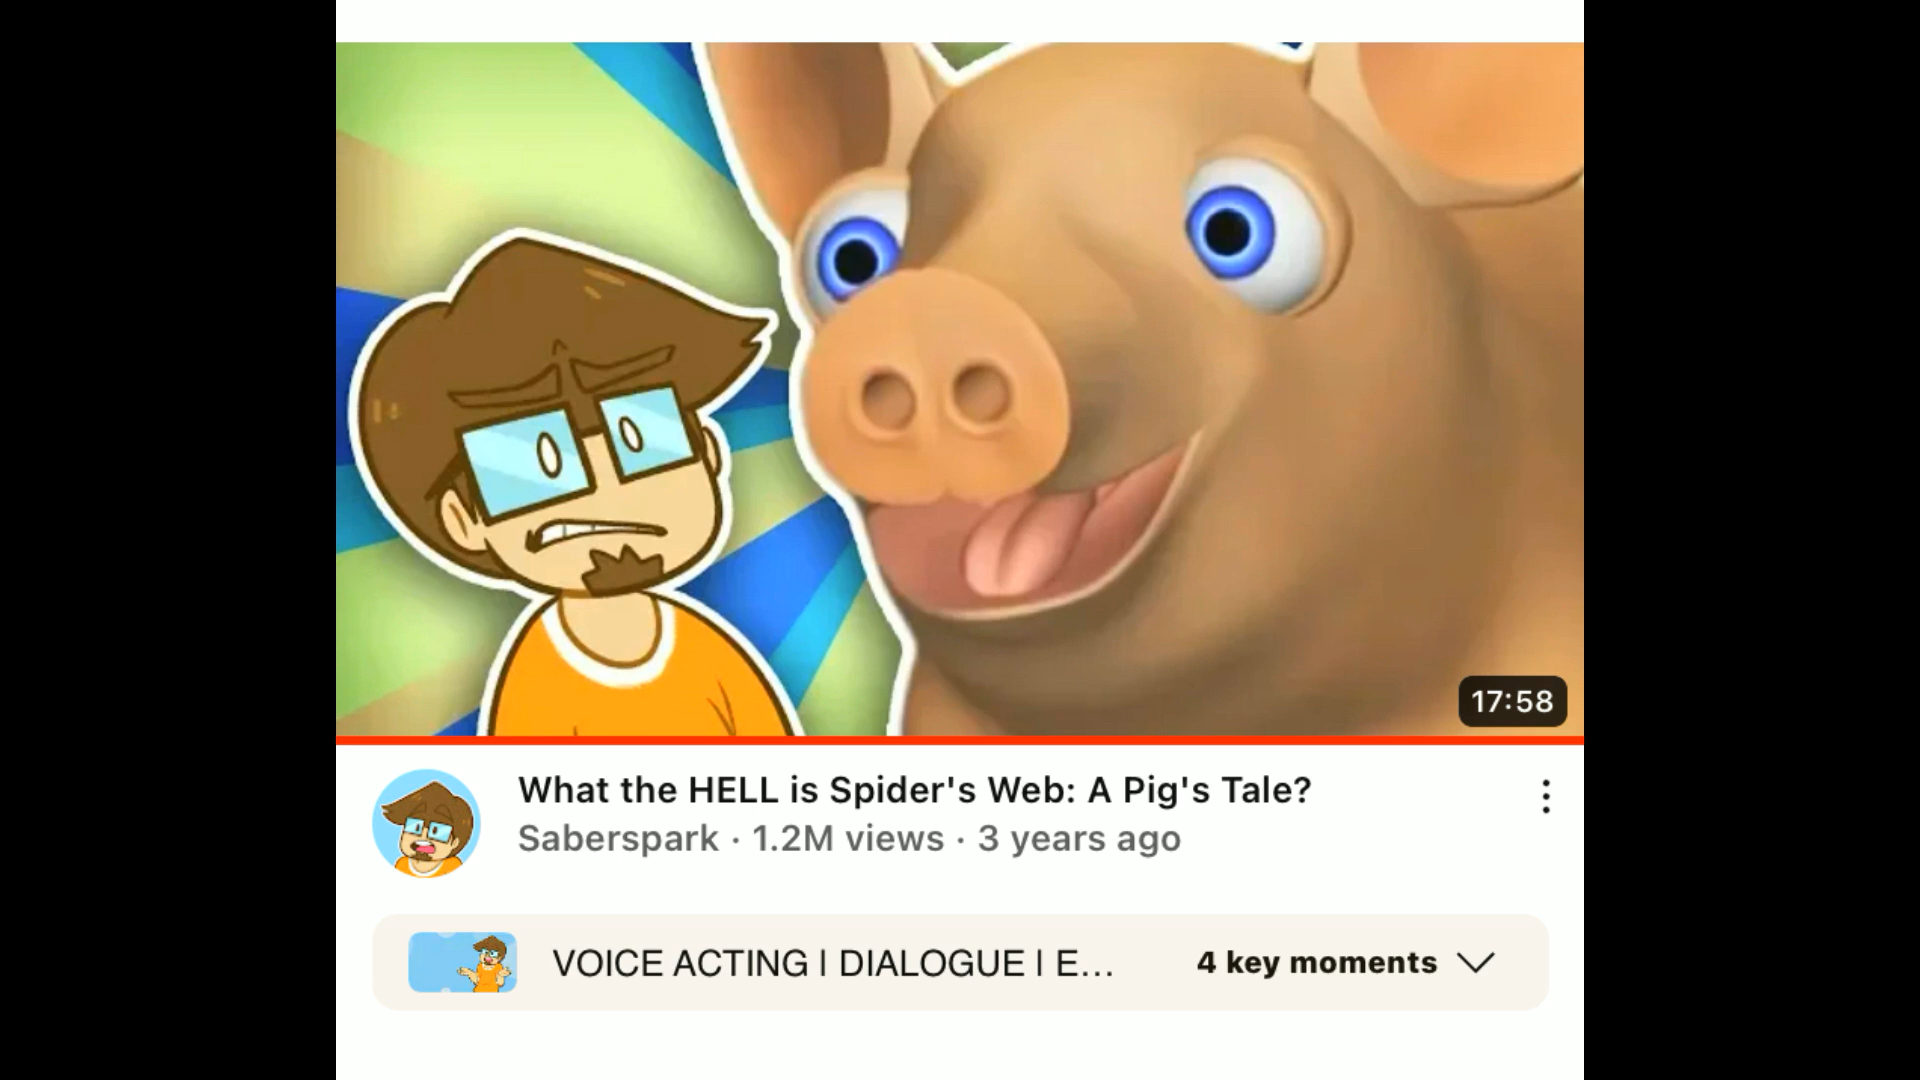 17:58
What the HELL is Spider's Web: A Pig's Tale?
Saberspark · 1.2M views · 3 years ago
VOICE ACTING | DIALOGUE | E... 4 key moments